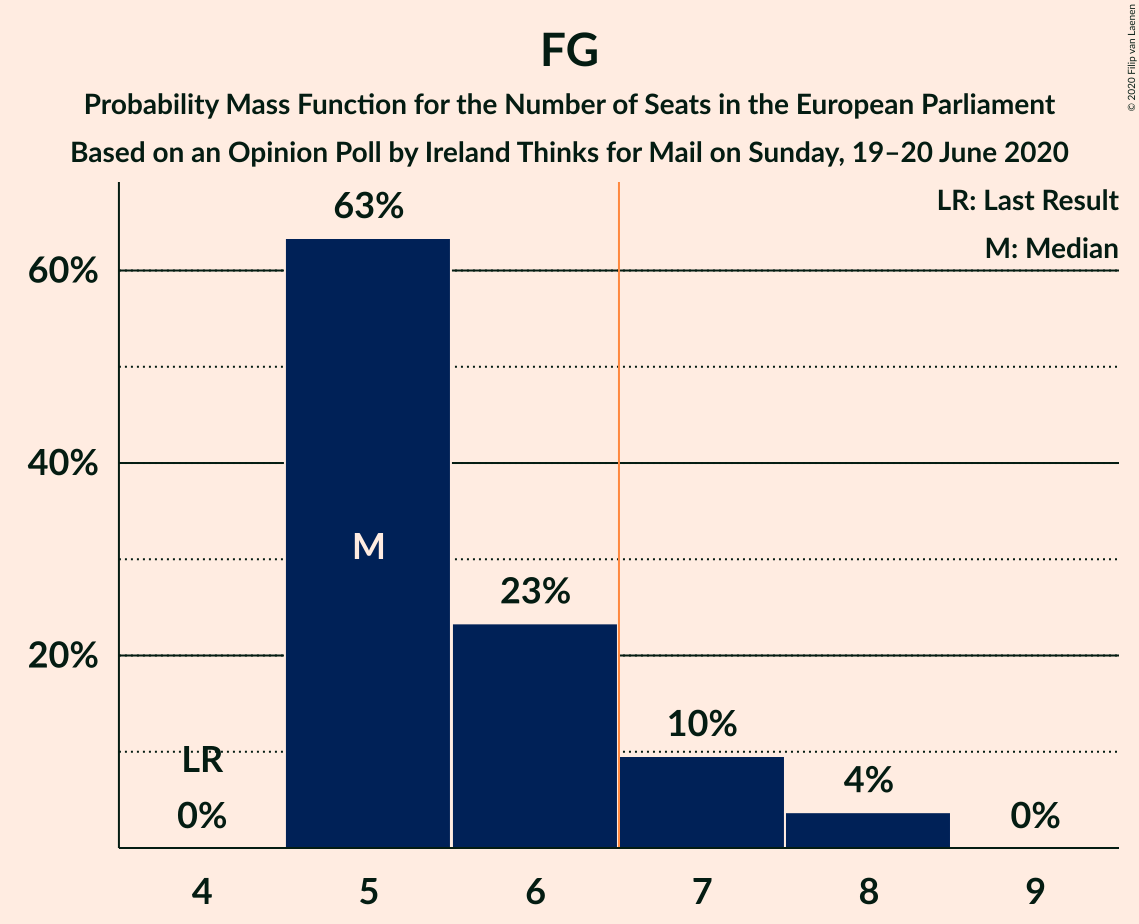 FG
Probability Mass Function for the Number of Seats in the European Parliament
Based on an Opinion Poll by Ireland Thinks for Mail on Sunday, 19–20 June 2020
© 2020 Filip van Laenen
LR: Last Result
M: Median
63%
60%
40%
M
23%
20%
10%
LR
4%
0%
0%
4 5 6 7 8 9